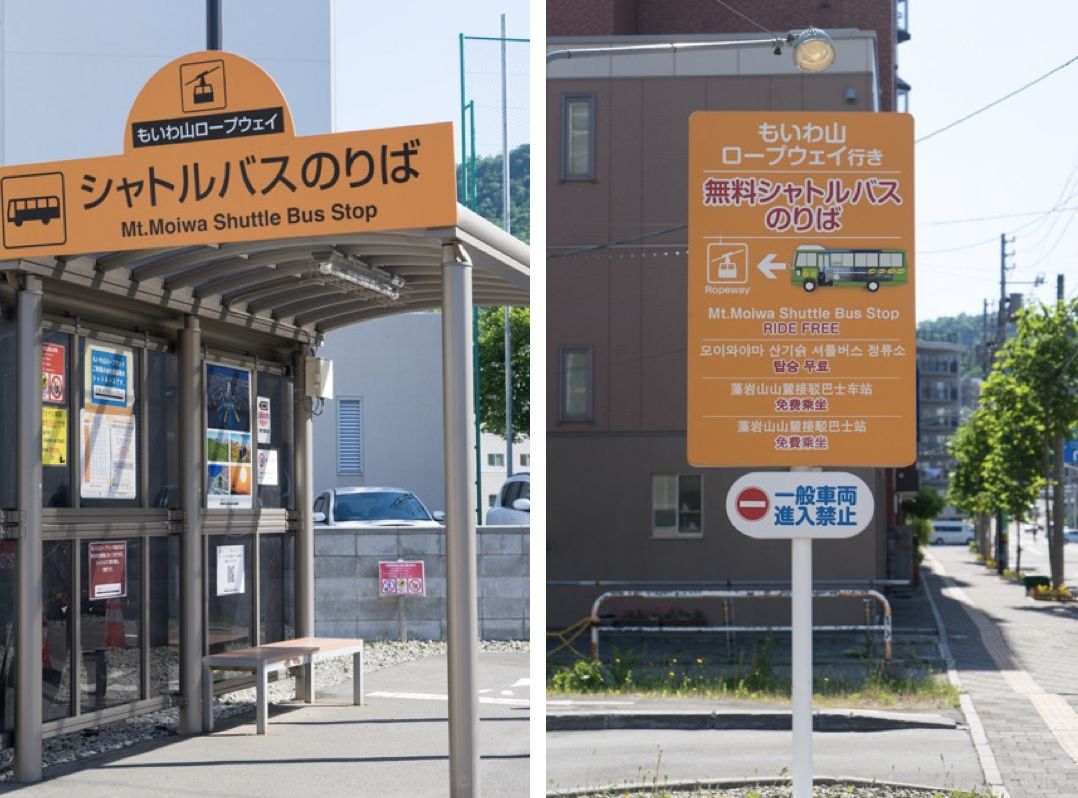 もいわ山ロープウェイ
シャトルバスのりば
Mt.Moiwa Shuttle Bus Stop
もいわ山
ロープウェイ行き
無料シャトルバス
のりば
Ropeway
Mt.Moiwa Shuttle Bus Stop
RIDE FREE
모이와야마 산기슭 셔틀버스 정류소
탑승 무료
藻岩山山麓接驳巴士车站
免费乘坐
藻岩山山麓接駁巴士站
免費乘坐
一般車両
進入禁止